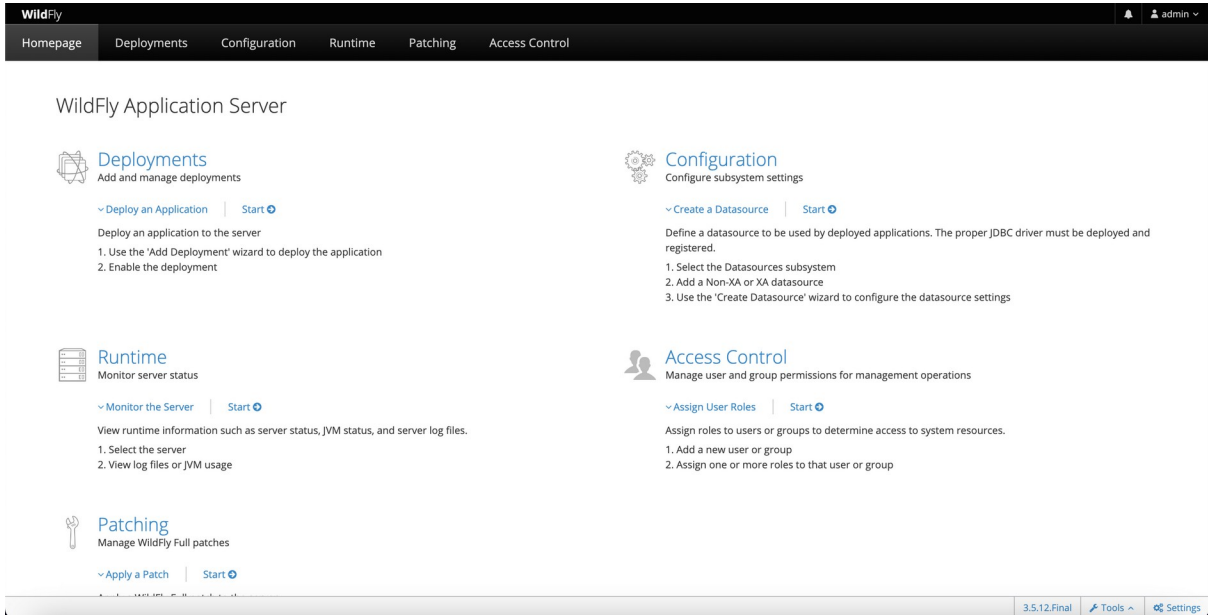 WildFly
admin
Homepage Deployments Configuration Runtime Patching Access Control
WildFly Application Server
Deployments
Add and manage deployments
Deploy an Application Start
Deploy an application to the server
1. Use the 'Add Deployment' wizard to deploy the application
2. Enable the deployment
Configuration
Configure subsystem settings
Create a Datasource Start
Define a datasource to be used by deployed applications. The proper JDBC driver must be deployed and
registered.
1. Select the Datasources subsystem
2. Add a Non-XA or XA datasource
3. Use the 'Create Datasource' wizard to configure the datasource settings
Runtime
Monitor server status
Monitor the Server Start
View runtime information such as server status, JVM status, and server log files.
1. Select the server
2. View log files or JVM usage
Access Control
Manage user and group permissions for management operations
Assign User Roles Start
Assign roles to users or groups to determine access to system resources.
1. Add a new user or group
2. Assign one or more roles to that user or group
Patching
Manage WildFly Full patches
Apply a Patch Start
3.5.12.Final Tools Settings